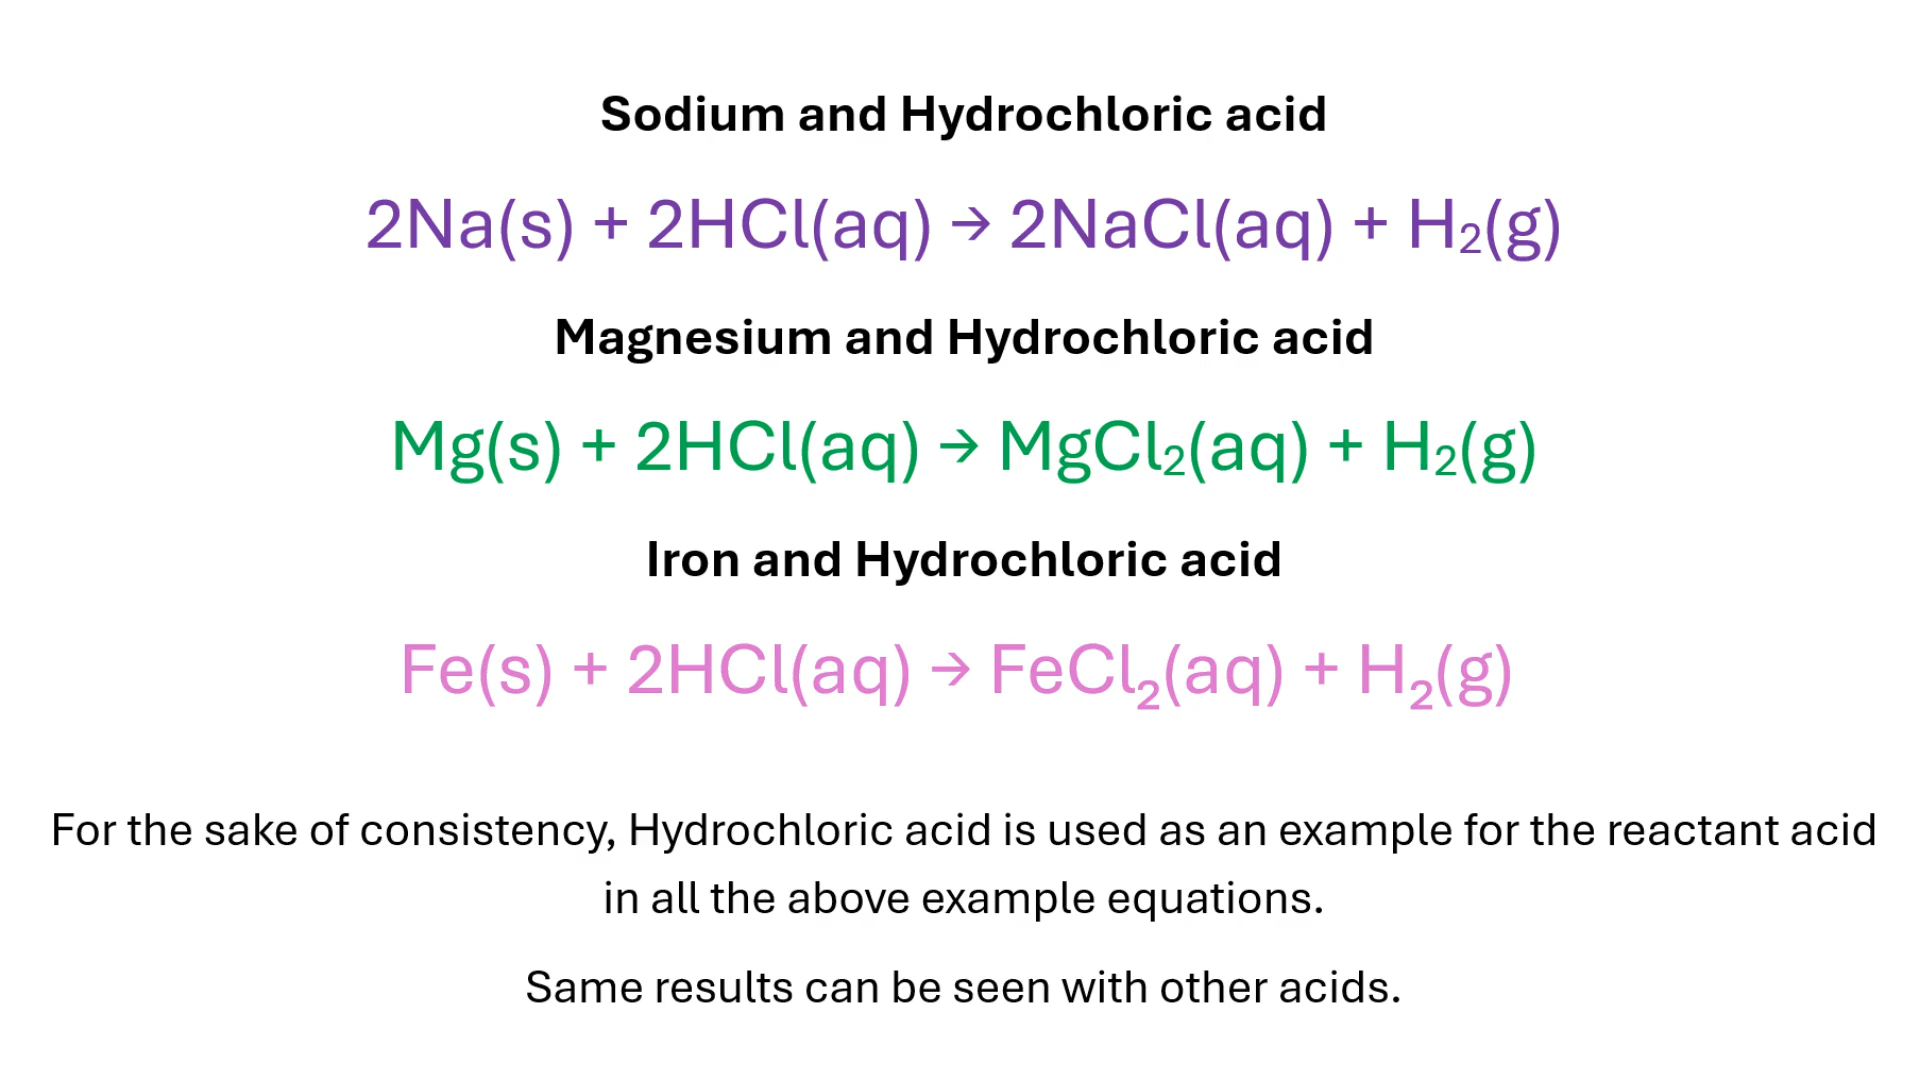 Sodium and Hydrochloric acid
2Na(s) + 2HCl(aq) → 2NaCl(aq) + H₂(g)
Magnesium and Hydrochloric acid
Mg(s) + 2HCl(aq) → MgCl₂(aq) + H₂(g)
Iron and Hydrochloric acid
Fe(s) + 2HCl(aq) → FeCl₂(aq) + H₂(g)
For the sake of consistency, Hydrochloric acid is used as an example for the reactant acid
in all the above example equations.
Same results can be seen with other acids.